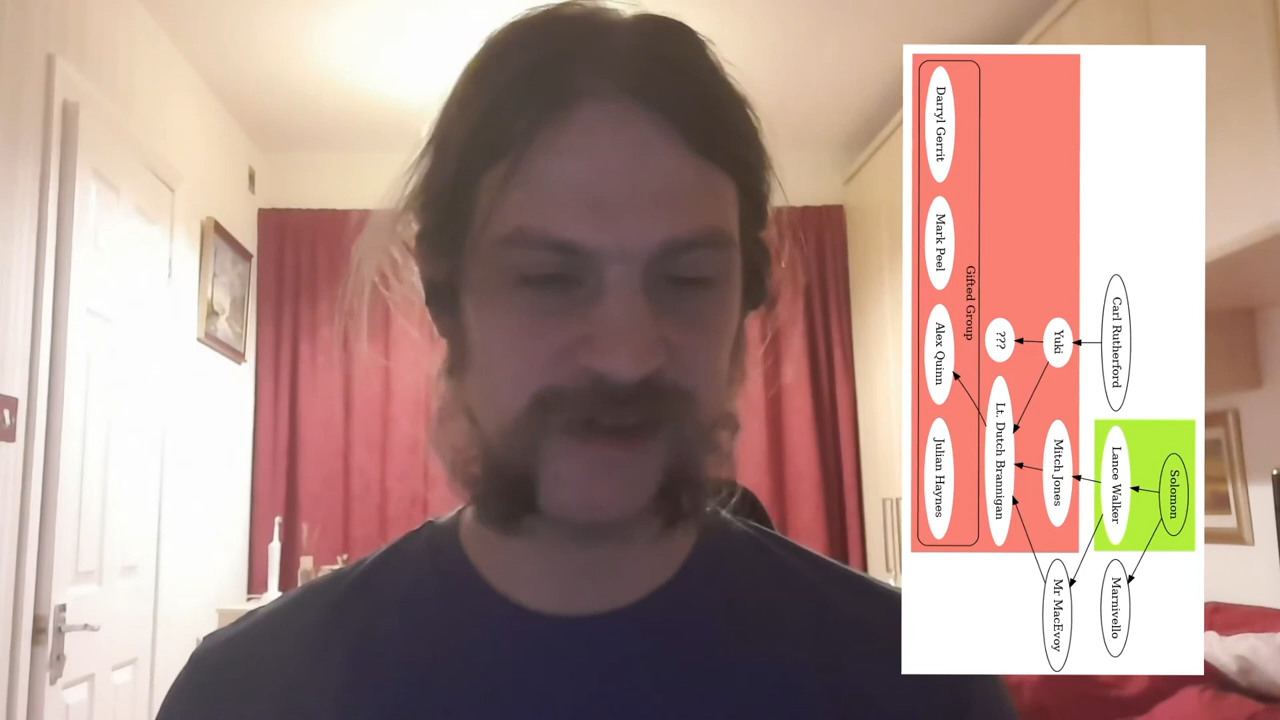 Solomon
Lance Walker
Marnivello
Carl Rutherford
Mitch Jones
Mr MacEvoy
Yuki
???
Lt. Dutch Brannigan
Gifted Group
Darryl Gerrit
Mark Peel
Alex Quinn
Julian Haynes